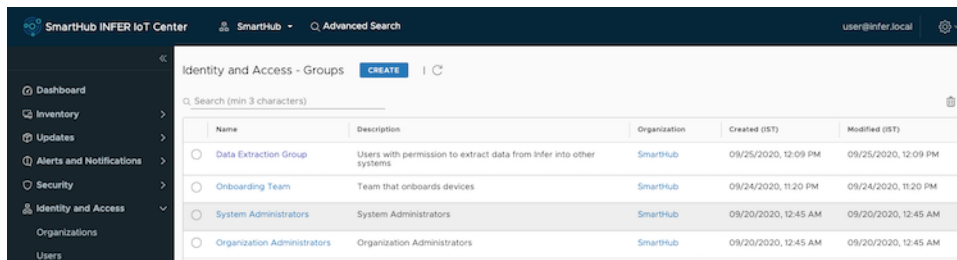 SmartHub INFER IoT Center SmartHub Advanced Search user@infer.local
Identity and Access - Groups CREATE
Dashboard
Search (min 3 characters)
Inventory
Name Description Organization Created (IST) Modified (IST)
Updates
Data Extraction Group Users with permission to extract data from Infer into other SmartHub 09/25/2020, 12:09 PM 09/25/2020, 12:09 PM
systems
Alerts and Notifications
Security
Onboarding Team Team that onboards devices SmartHub 09/24/2020, 11:20 PM 09/24/2020, 11:20 PM
Identity and Access
System Administrators System Administrators SmartHub 09/20/2020, 12:45 AM 09/20/2020, 12:45 AM
Organizations
Organization Administrators Organization Administrators SmartHub 09/20/2020, 12:45 AM 09/20/2020, 12:45 AM
Users